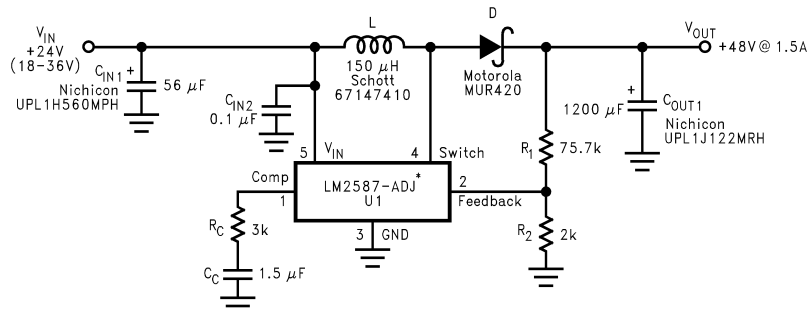 V_IN
+24V
(18-36V)
C_IN1
+
56 μF
Nichicon
UPL1H560MPH
C_IN2
0.1 μF
L
150 μH
Schott
67147410
D
Motorola
MUR420
V_OUT
+48V@ 1.5A
+
1200 μF
C_OUT1
Nichicon
UPL1J122MRH
R_1
75.7k
5
V_IN
4
Switch
Comp
1
LM2587-ADJ*
U1
2
Feedback
3
GND
R_C
3k
C_C
1.5 μF
R_2
2k